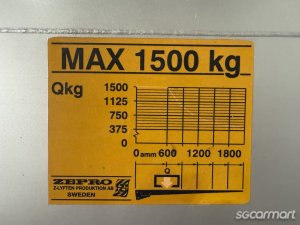 MAX 1500 kg
Qkg
1500
1125
750
375
0
0 amm 600 1200 1800
Q
ZEPRO
Z-LYFTEN PRODUKTION AB
SWEDEN
sgcarmart